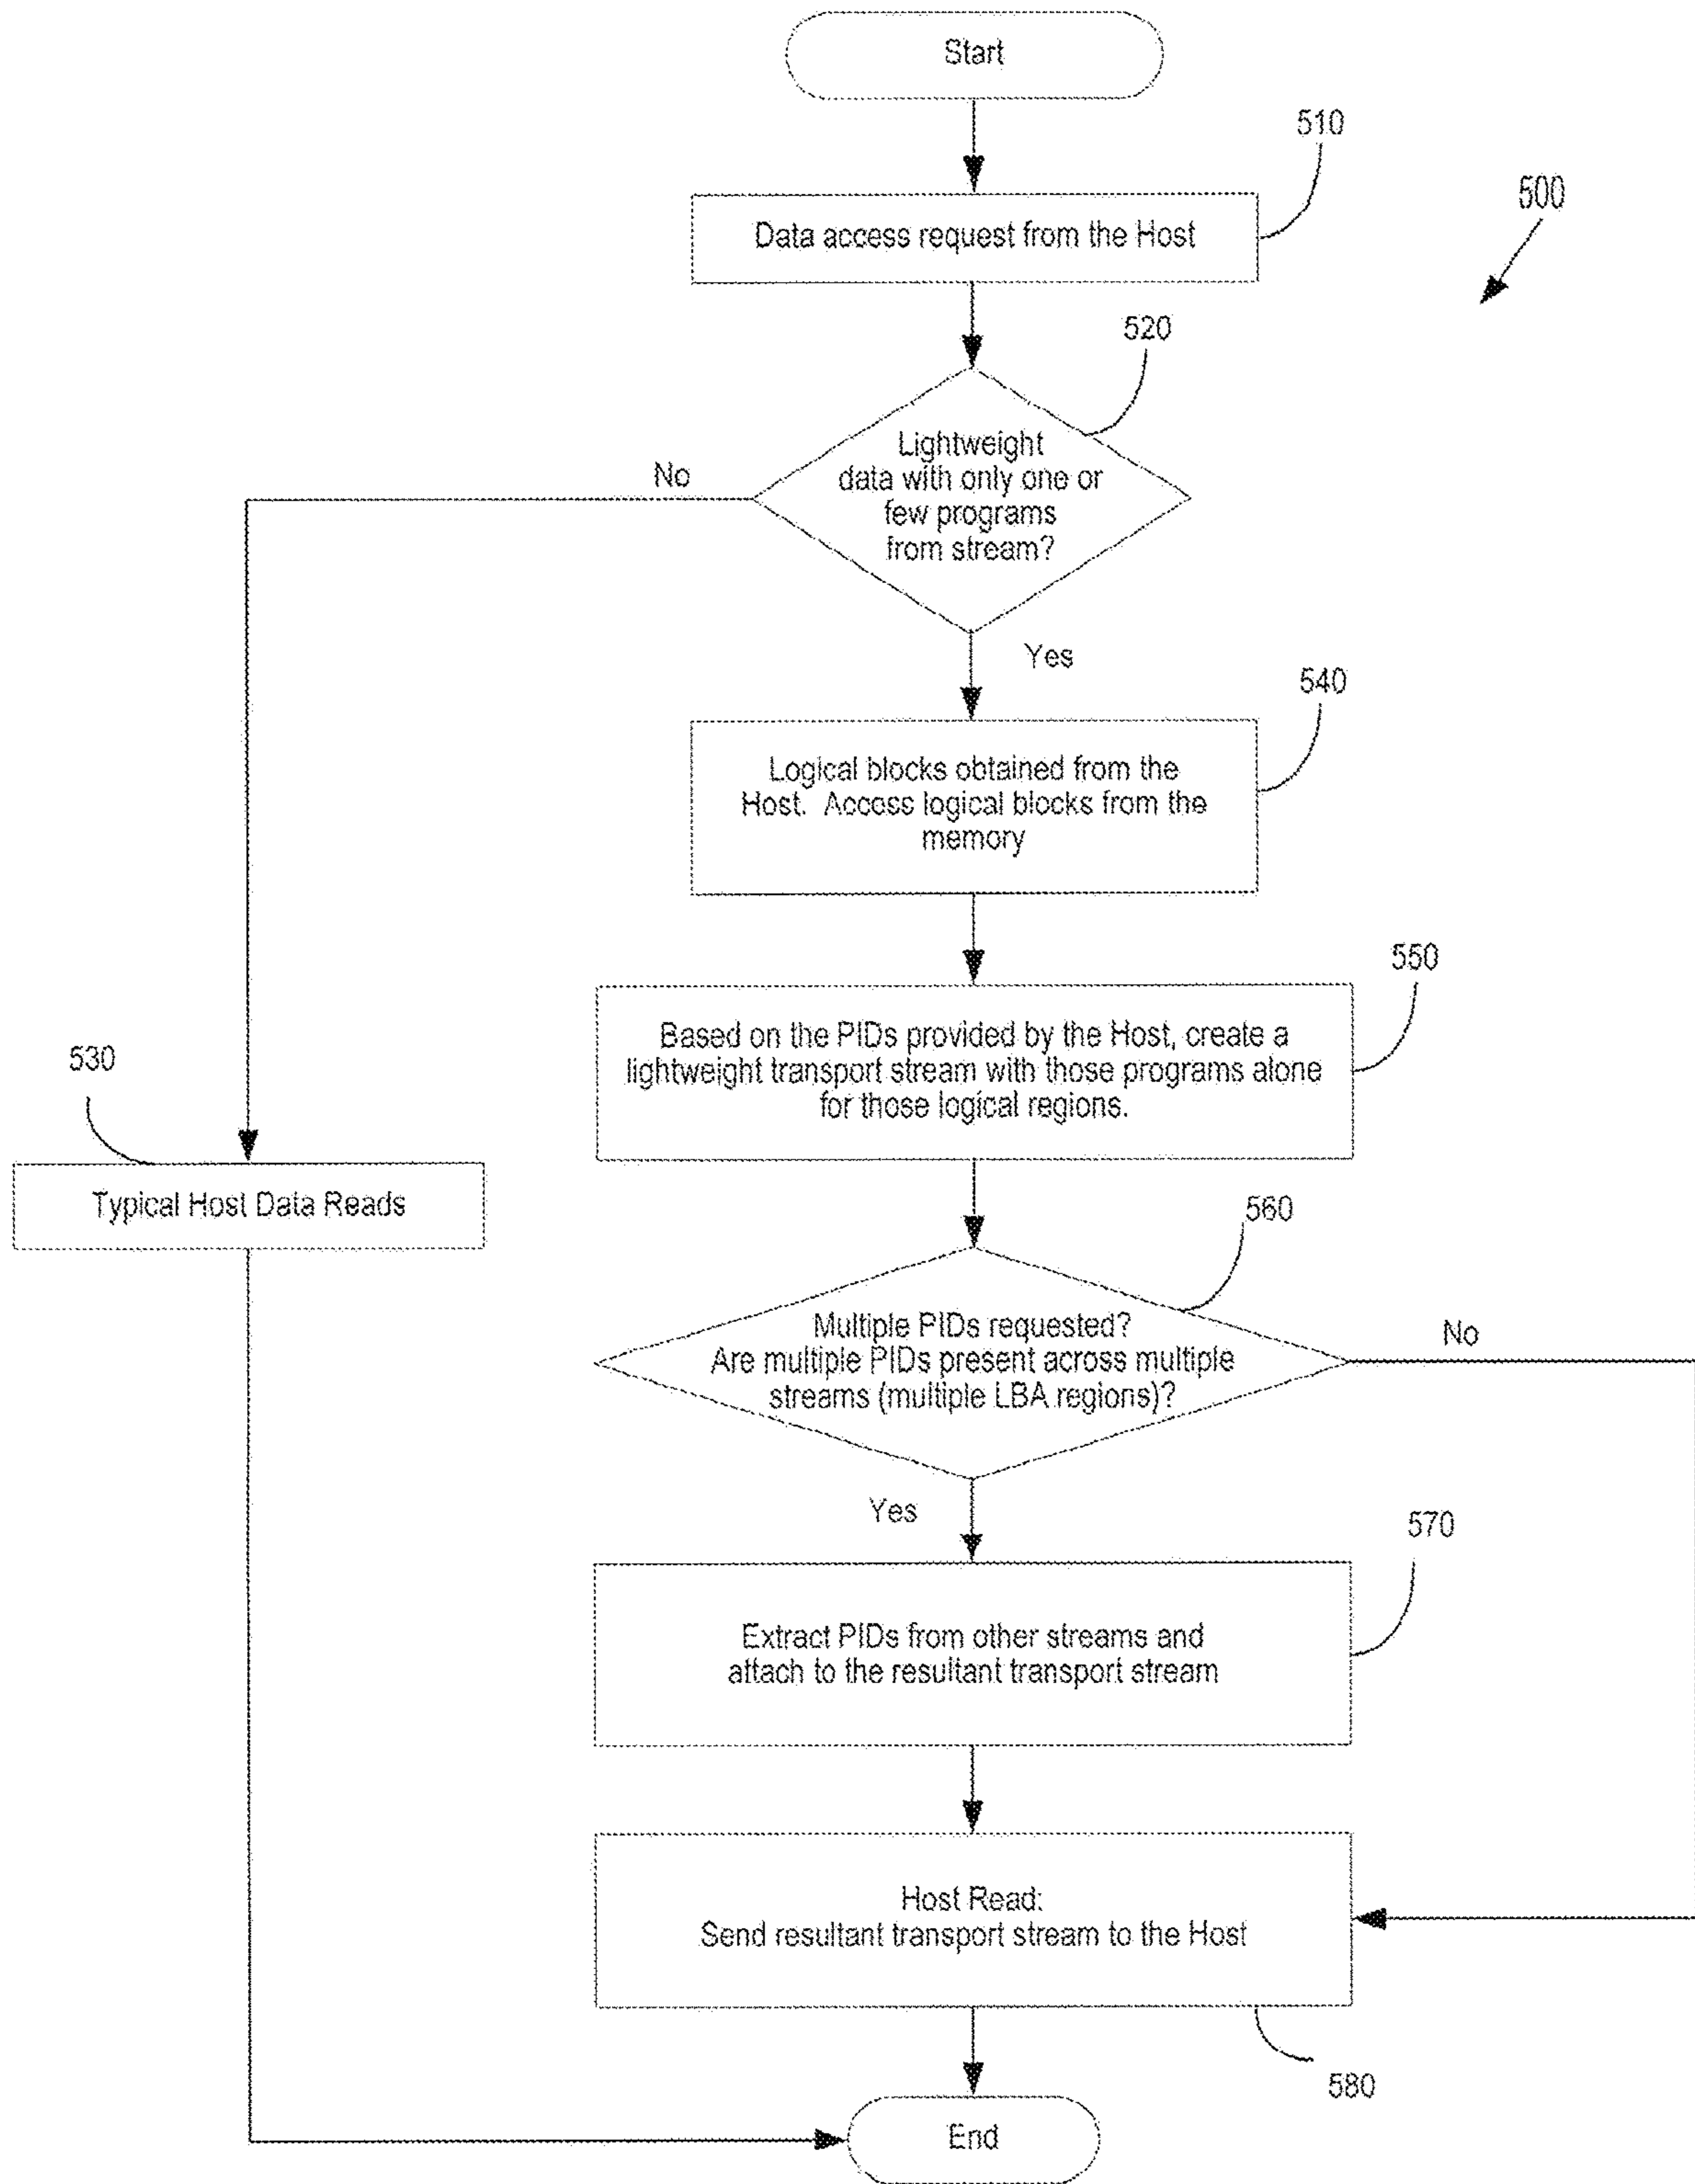 Start
510
500
Data access request from the Host
520
Lightweight
data with only one or
few programs
from stream?
No
Yes
540
Logical blocks obtained from the
Host. Access logical blocks from the
memory
550
Based on the PIDs provided by the Host, create a
lightweight transport stream with those programs alone
for those logical regions.
530
Typical Host Data Reads
560
Multiple PIDs requested?
Are multiple PIDs present across multiple
streams (multiple LBA regions)?
No
Yes
570
Extract PIDs from other streams and
attach to the resultant transport stream
Host Read:
Send resultant transport stream to the Host
580
End